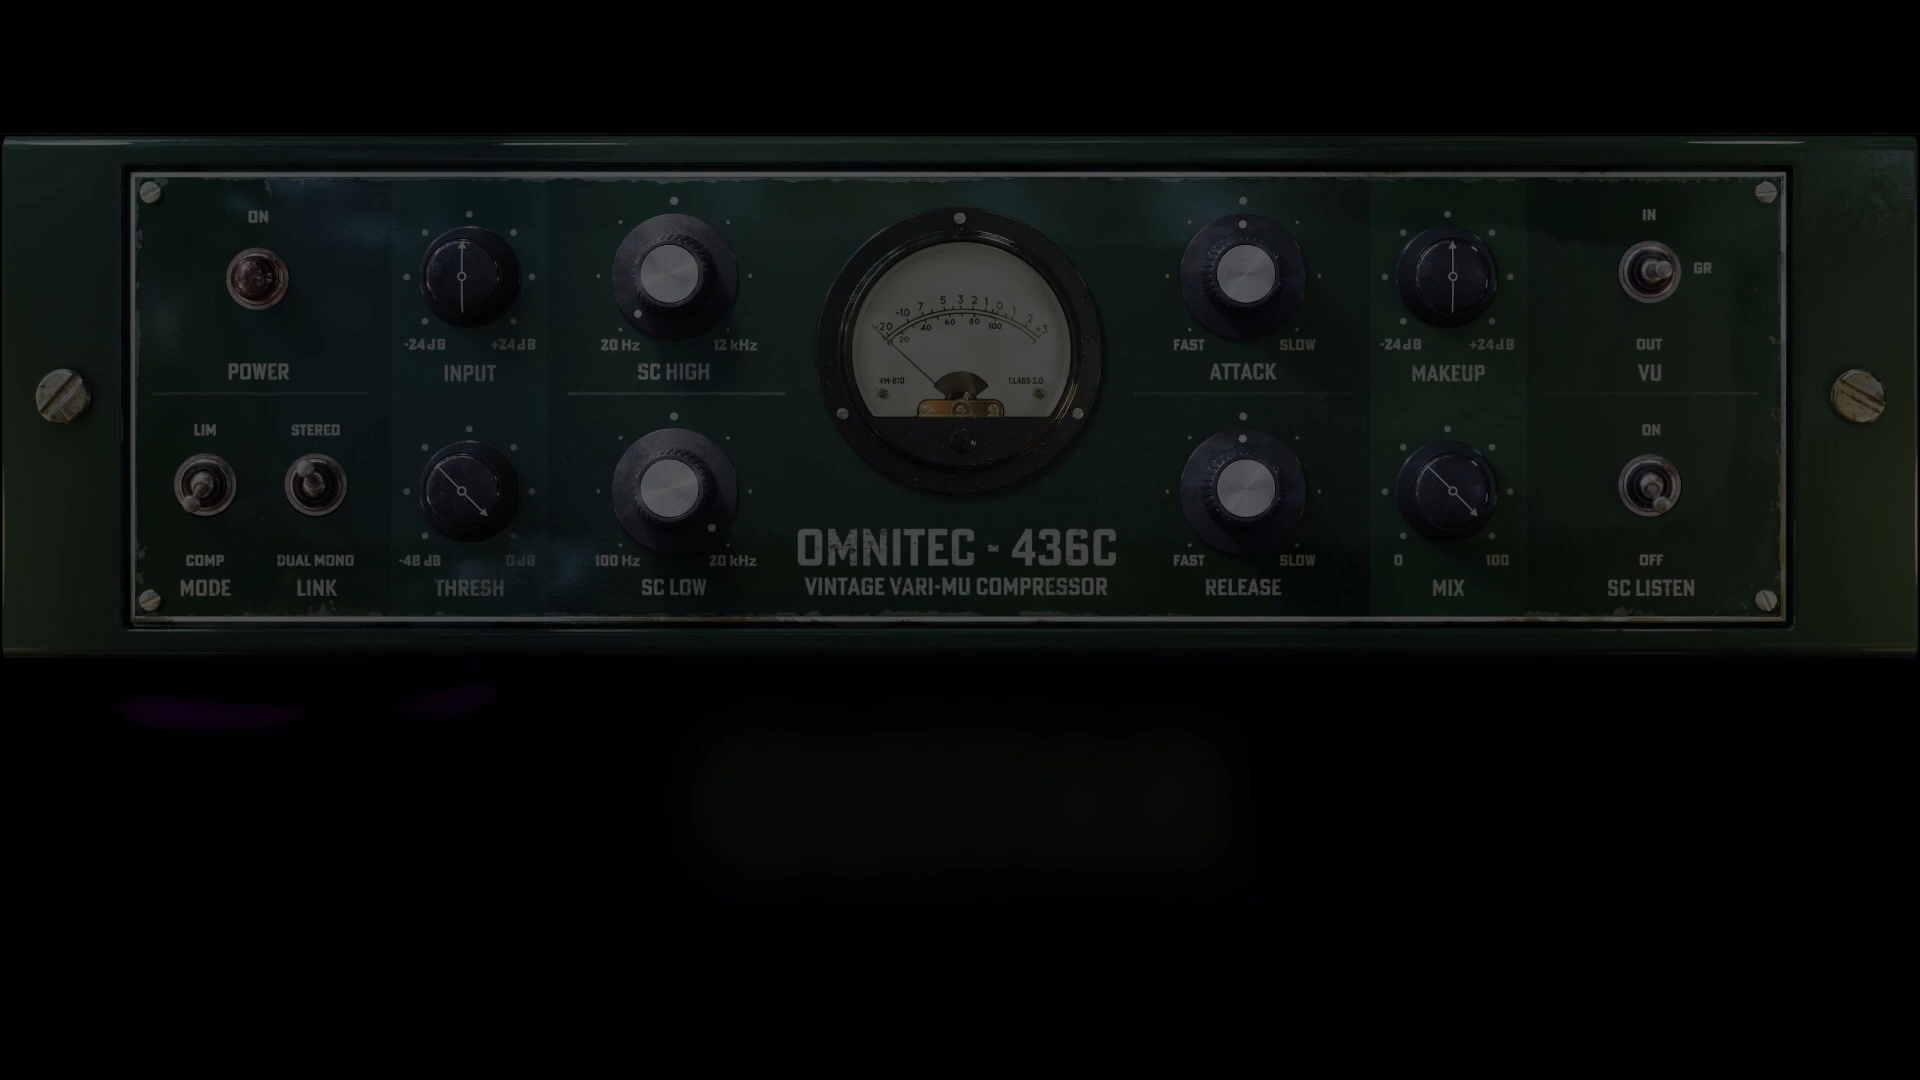 ON
POWER
LIM
STEREO
COMP
DUAL MONO
MODE
LINK
-24dB
+24dB
INPUT
-48 dB
0dB
THRESH
20 Hz
12 kHz
SC HIGH
100 Hz
20 kHz
SC LOW
-20 -10 7 5 3 2 1 0 1 2 +3
20 40 60 80 100
VM-B10
CLASS 2.0
OMNITEC - 436C
VINTAGE VARI-MU COMPRESSOR
FAST
SLOW
ATTACK
FAST
SLOW
RELEASE
-24dB
+24dB
MAKEUP
0
100
MIX
IN
GR
OUT
VU
ON
OFF
SC LISTEN